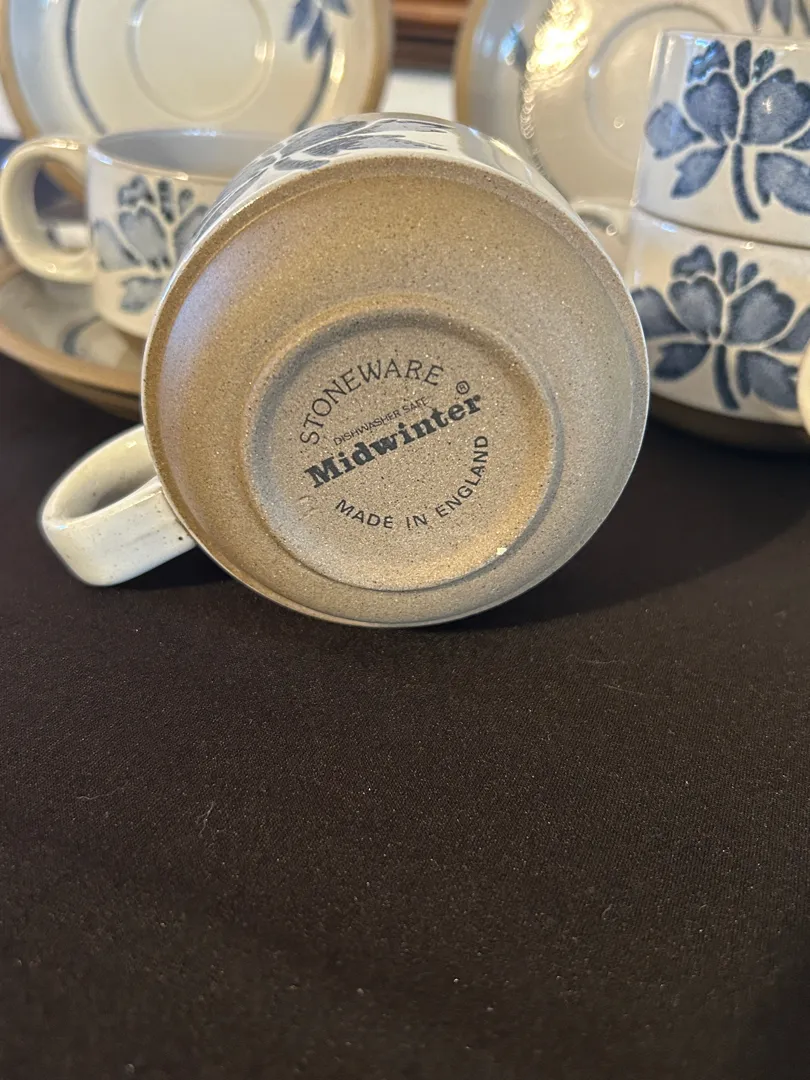 STONEWARE
DISHWASHER SAFE
Midwinter®
MADE IN ENGLAND